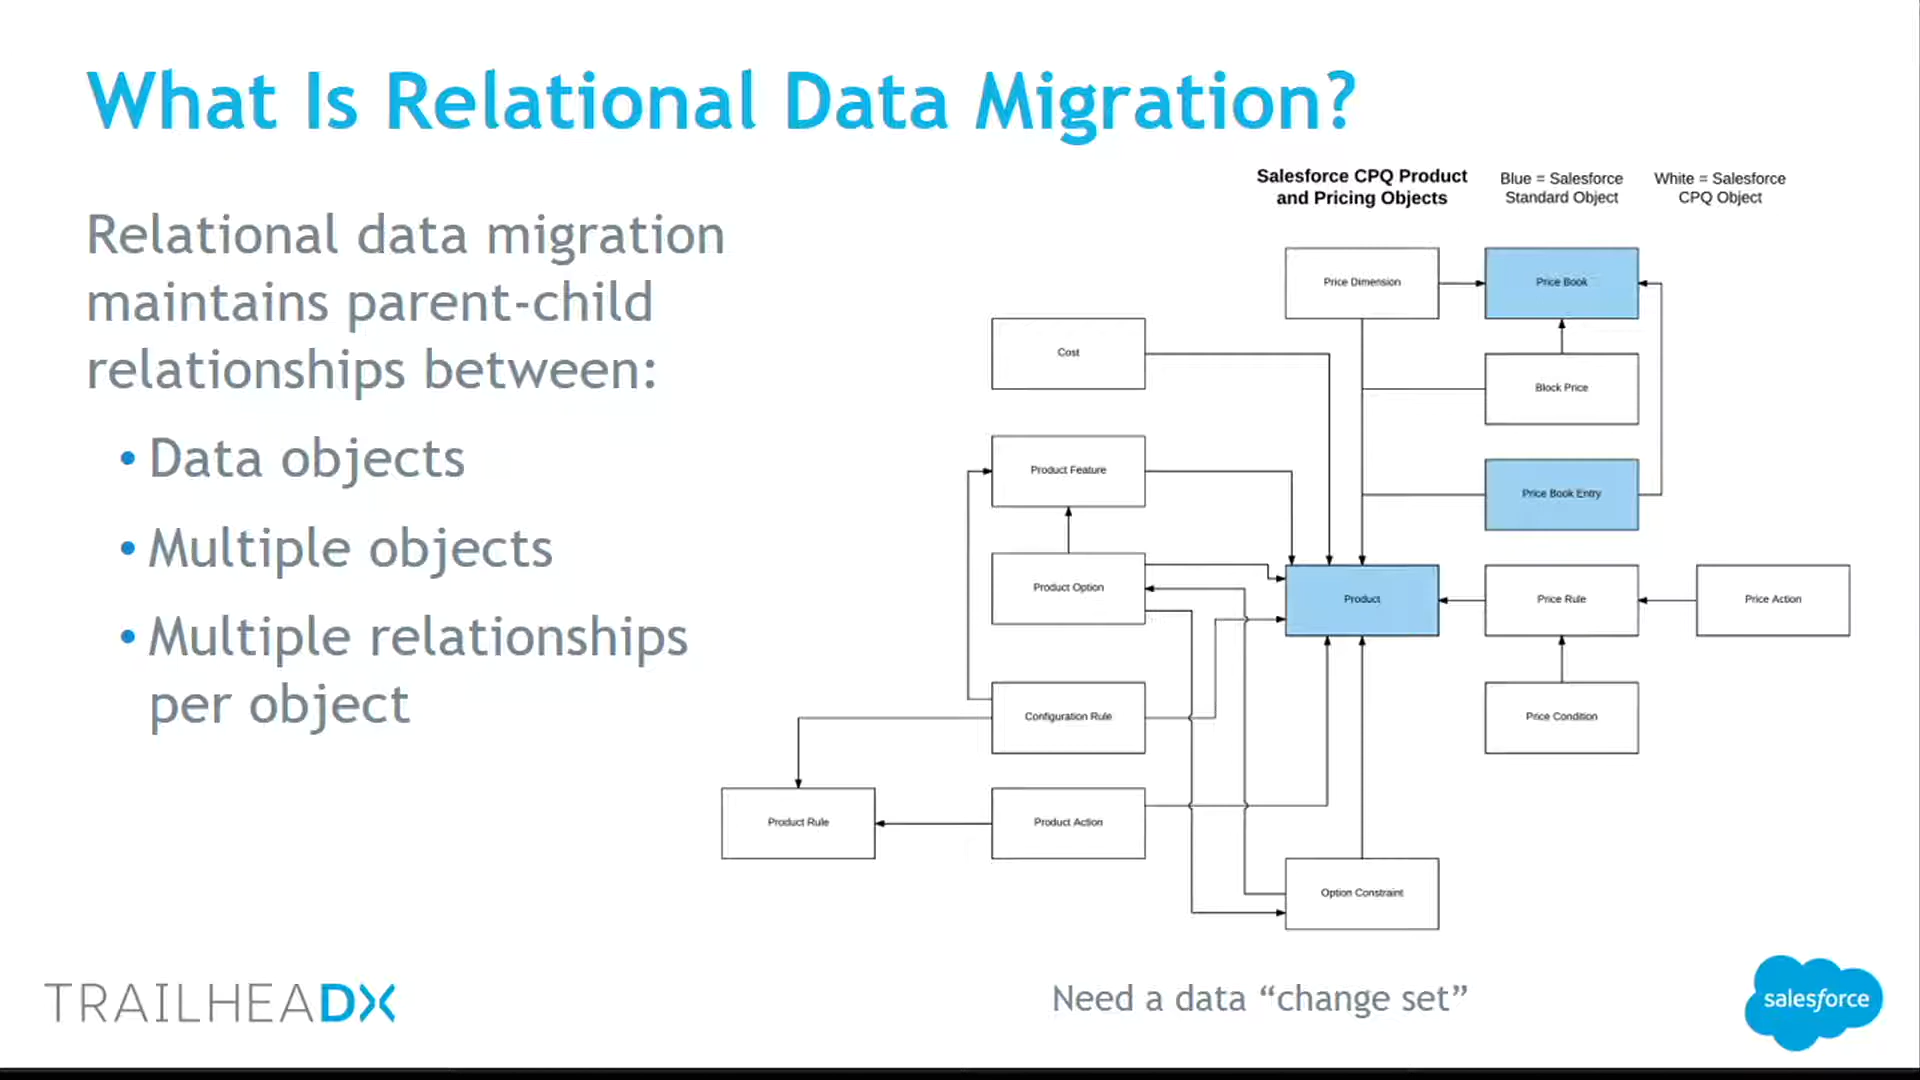 What Is Relational Data Migration?
Relational data migration
maintains parent-child
relationships between:
• Data objects
• Multiple objects
• Multiple relationships
per object
Salesforce CPQ Product
and Pricing Objects
Blue = Salesforce
Standard Object
White = Salesforce
CPQ Object
Price Dimension
Price Book
Cost
Block Price
Product Feature
Price Book Entry
Product Option
Product
Price Rule
Price Action
Configuration Rule
Price Condition
Product Rule
Product Action
Option Constraint
Need a data “change set”
TRAILHEADX
salesforce